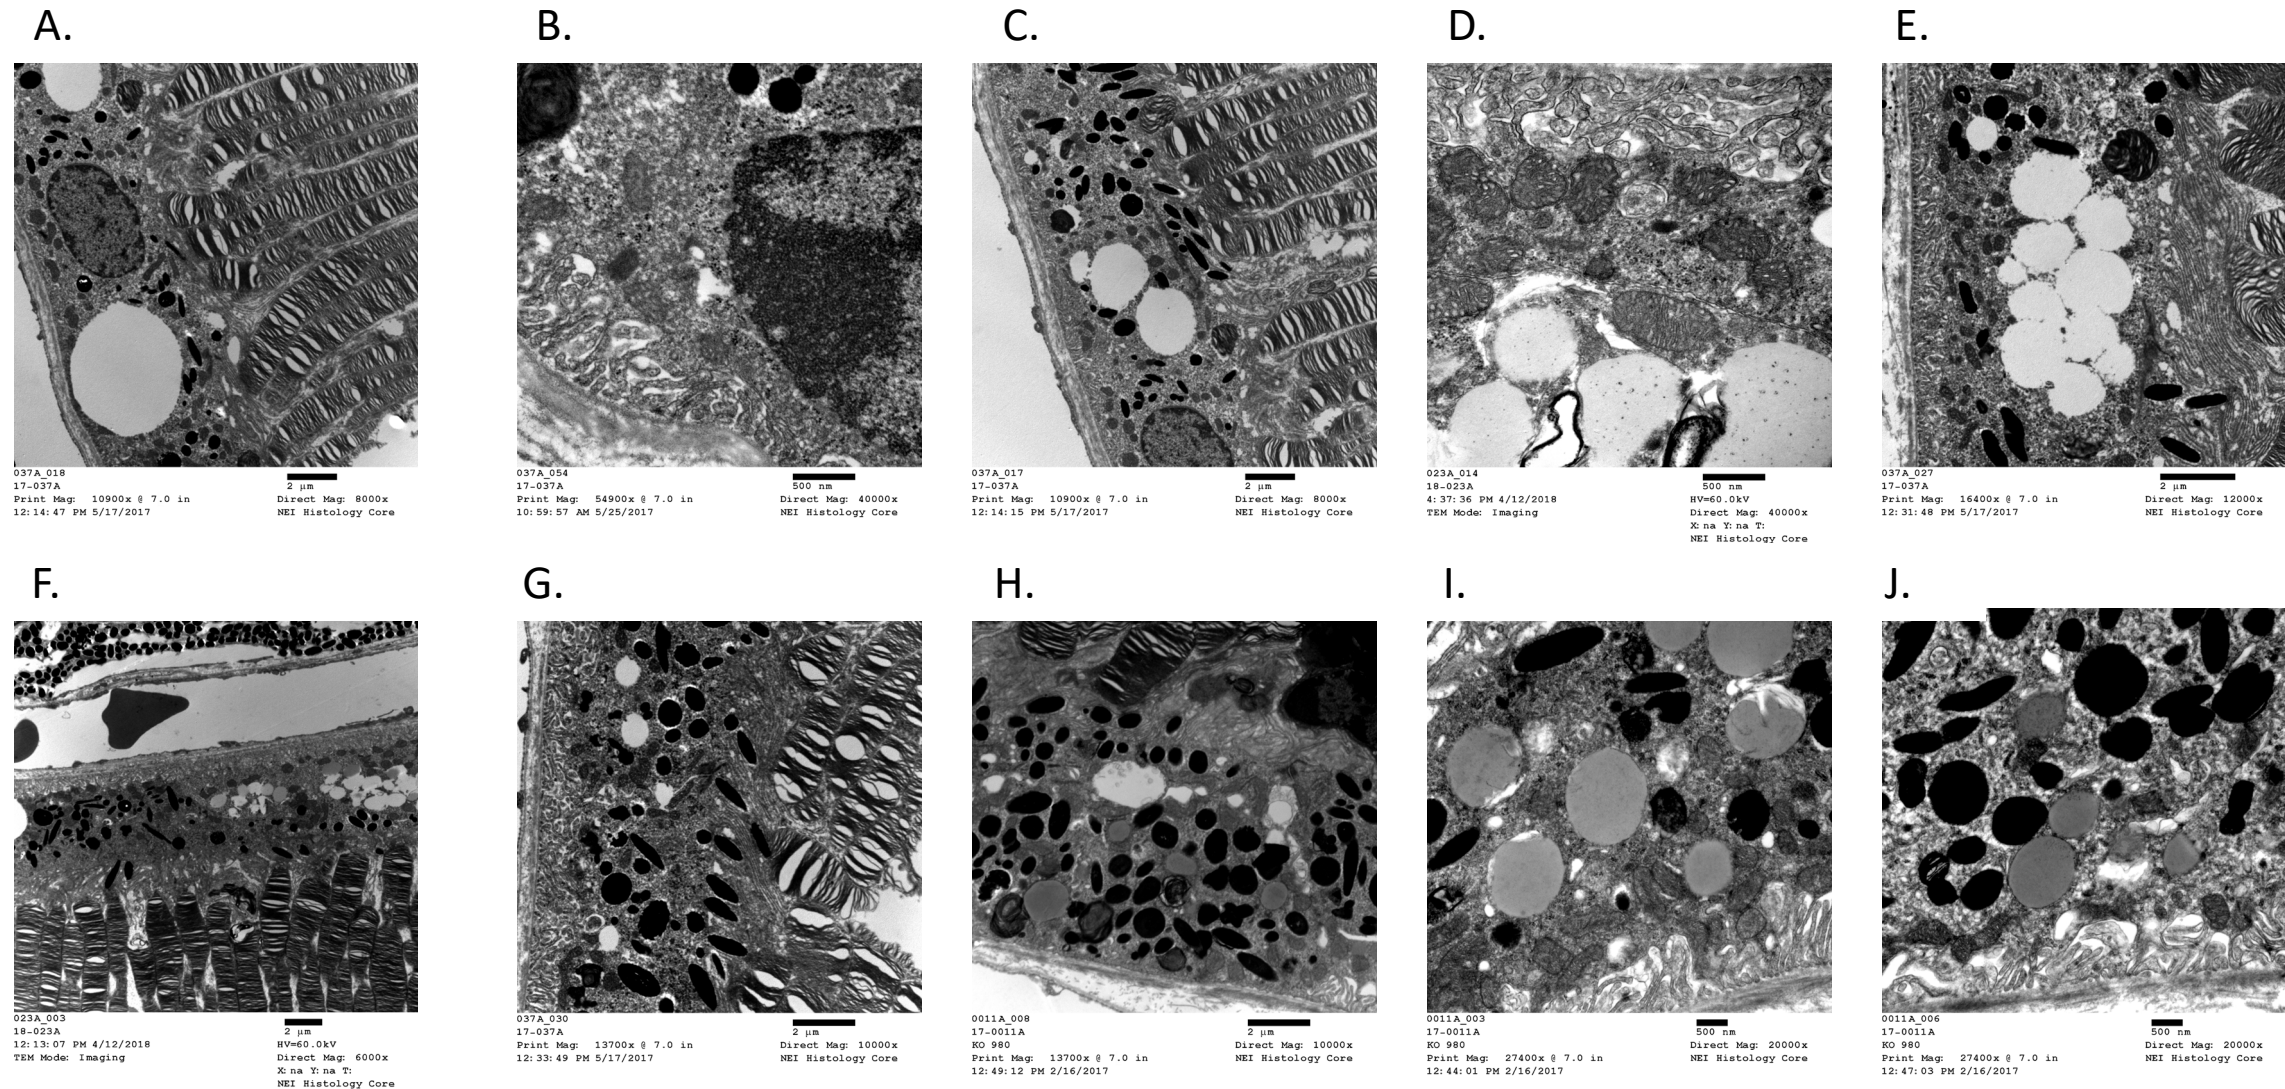 A.
B.
C.
D.
E.
037A_018
17-037A
Print Mag: 10900x @ 7.0 in
12:14:47 PM 5/17/2017
2 μm
Direct Mag: 8000x
NEI Histology Core
037A_054
17-037A
Print Mag: 54900x @ 7.0 in
10:59:57 AM 5/25/2017
500 nm
Direct Mag: 40000x
NEI Histology Core
037A_017
17-037A
Print Mag: 10900x @ 7.0 in
12:14:15 PM 5/17/2017
2 μm
Direct Mag: 8000x
NEI Histology Core
023A_014
18-023A
4:37:36 PM 4/12/2018
TEM Mode: Imaging
500 nm
HV=60.0kV
Direct Mag: 40000x
X: na Y: na T:
NEI Histology Core
037A_027
17-037A
Print Mag: 16400x @ 7.0 in
12:31:48 PM 5/17/2017
2 μm
Direct Mag: 12000x
NEI Histology Core
F.
G.
H.
I.
J.
023A_003
18-023A
12:13:07 PM 4/12/2018
TEM Mode: Imaging
2 μm
HV=60.0kV
Direct Mag: 6000x
X: na Y: na T:
NEI Histology Core
037A_030
17-037A
Print Mag: 13700x @ 7.0 in
12:33:49 PM 5/17/2017
2 μm
Direct Mag: 10000x
NEI Histology Core
0011A_008
17-0011A
KO 980
Print Mag: 13700x @ 7.0 in
12:49:12 PM 2/16/2017
2 μm
Direct Mag: 10000x
NEI Histology Core
0011A_003
17-0011A
KO 980
Print Mag: 27400x @ 7.0 in
12:44:01 PM 2/16/2017
500 nm
Direct Mag: 20000x
NEI Histology Core
0011A_006
17-0011A
KO 980
Print Mag: 27400x @ 7.0 in
12:47:03 PM 2/16/2017
500 nm
Direct Mag: 20000x
NEI Histology Core